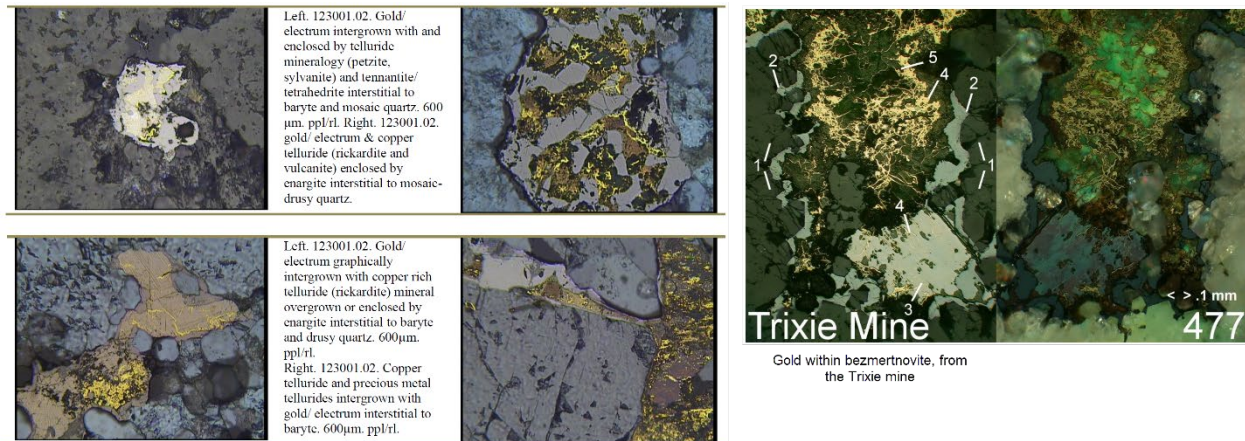 Left. 123001.02. Gold/
electrum intergrown with and
enclosed by telluride
mineralogy (petzite,
sylvanite) and tennantite/
tetrahedrite interstitial to
baryte and mosaic quartz. 600
µm. ppl/rl. Right. 123001.02.
gold/ electrum & copper
telluride (rickardite and
vulcanite) enclosed by
enargite interstitial to mosaic-
drusy quartz.
Left. 123001.02. Gold/
electrum graphically
intergrown with copper rich
telluride (rickardite) mineral
overgrown or enclosed by
enargite interstitial to baryte
and drusy quartz. 600µm.
ppl/rl.
Right. 123001.02. Copper
telluride and precious metal
tellurides intergrown with
gold/ electrum interstitial to
baryte. 600µm. ppl/rl.
2
5
4
2
1
1
4
3
< > .1 mm
Trixie Mine
477
Gold within bezmertnovite, from
the Trixie mine